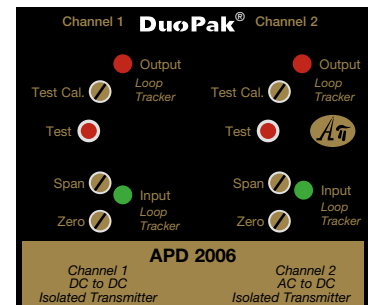 Channel 1 DuoPak® Channel 2
Output Output
Test Cal. Loop Tracker Test Cal. Loop Tracker
Test Test
Span Span
Input Input
Loop Tracker Loop Tracker
Zero Zero
APD 2006
Channel 1 Channel 2
DC to DC AC to DC
Isolated Transmitter Isolated Transmitter